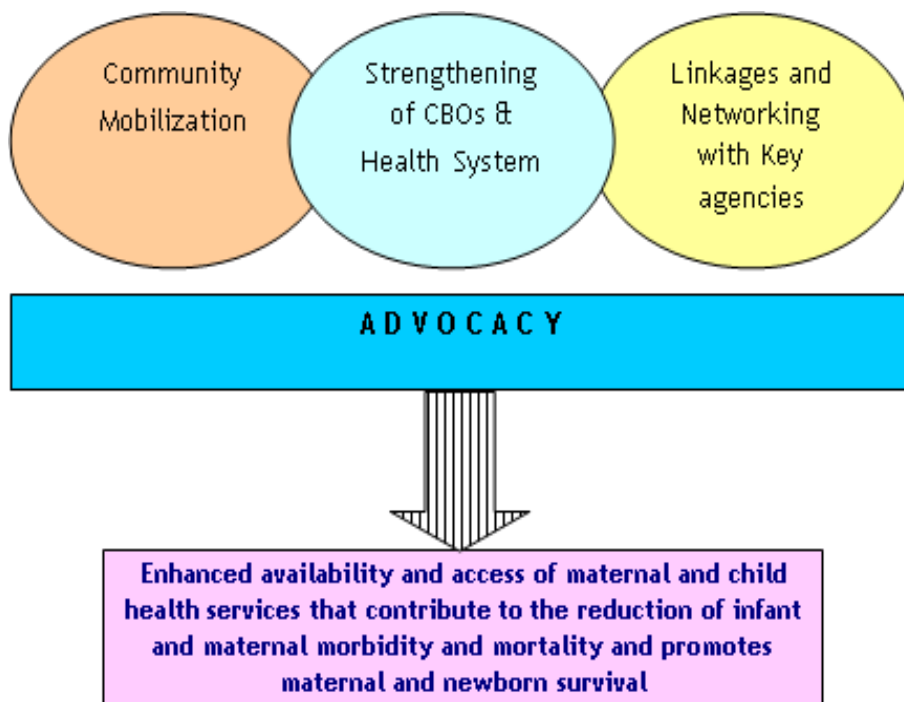 Community
Mobilization
Strengthening
of CBOs &
Health System
Linkages and
Networking
with Key
agencies
ADVOCACY
Enhanced availability and access of maternal and child
health services that contribute to the reduction of infant
and maternal morbidity and mortality and promotes
maternal and newborn survival